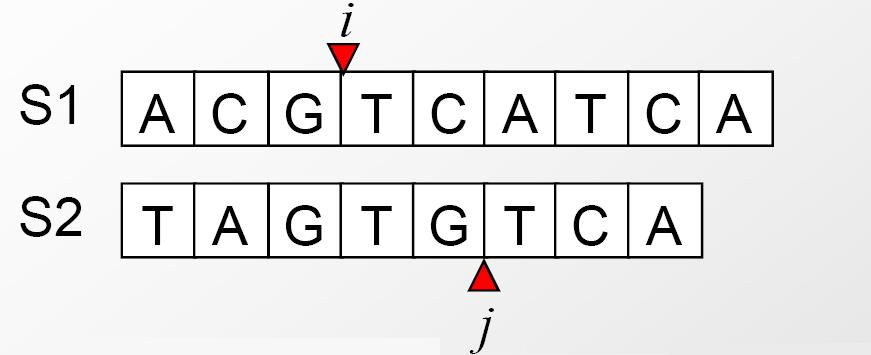 i
S1 A C G T C A T C A
S2 T A G T G T C A
j